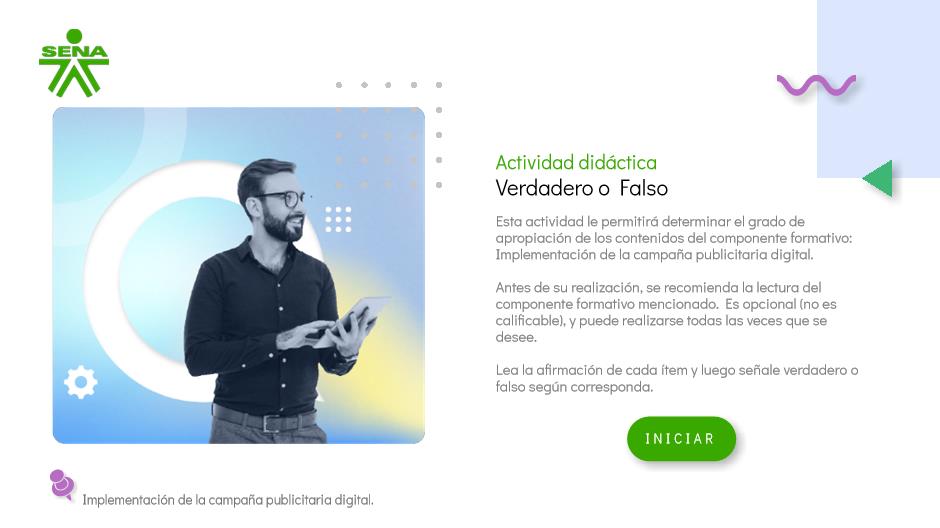 SENA
Actividad didáctica
Verdadero o Falso
Esta actividad le permitirá determinar el grado de
apropiación de los contenidos del componente formativo:
Implementación de la campaña publicitaria digital.
Antes de su realización, se recomienda la lectura del
componente formativo mencionado. Es opcional (no es
calificable), y puede realizarse todas las veces que se
desee.
Lea la afirmación de cada ítem y luego señale verdadero o
falso según corresponda.
INICIAR
Implementación de la campaña publicitaria digital.